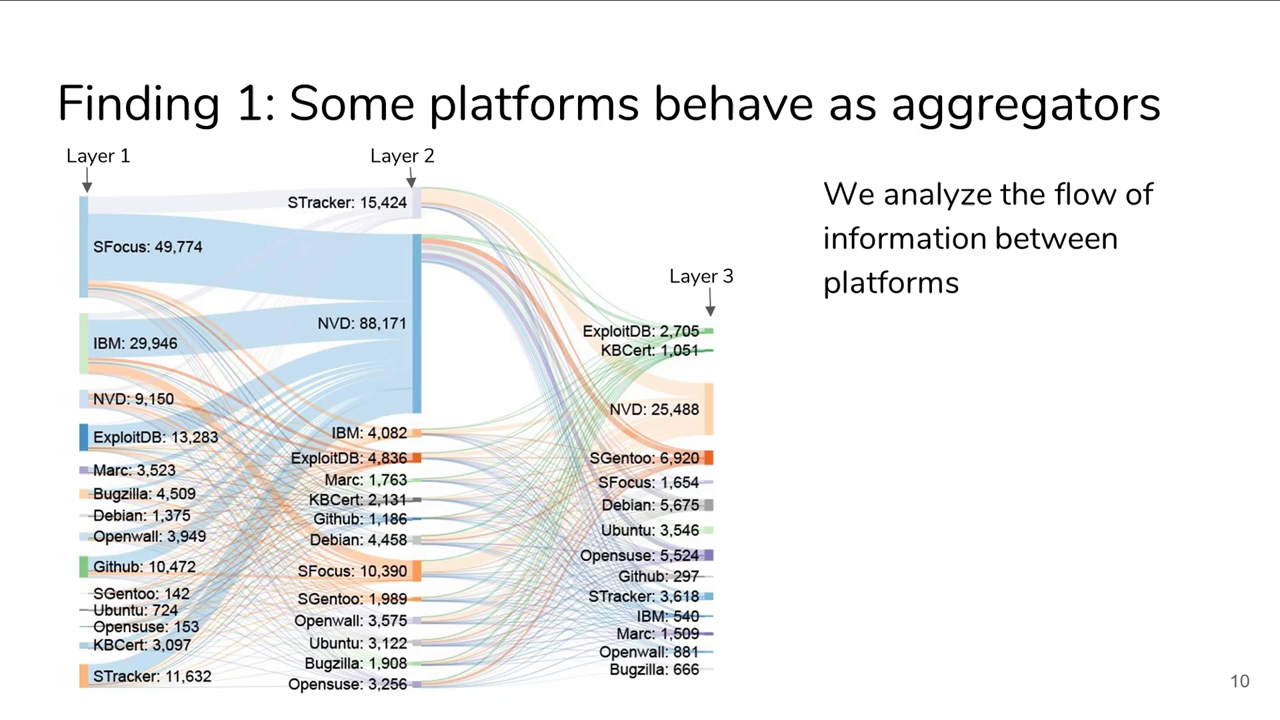 Finding 1: Some platforms behave as aggregators
Layer 1
Layer 2
Layer 3
SFocus: 49,774
IBM: 29,946
NVD: 9,150
ExploitDB: 13,283
Marc: 3,523
Bugzilla: 4,509
Debian: 1,375
Openwall: 3,949
Github: 10,472
SGentoo: 142
Ubuntu: 724
Opensuse: 153
KBCert: 3,097
STracker: 11,632
STracker: 15,424
NVD: 88,171
IBM: 4,082
ExploitDB: 4,836
Marc: 1,763
KBCert: 2,131
Github: 1,186
Debian: 4,458
SFocus: 10,390
SGentoo: 1,989
Openwall: 3,575
Ubuntu: 3,122
Bugzilla: 1,908
Opensuse: 3,256
ExploitDB: 2,705
KBCert: 1,051
NVD: 25,488
SGentoo: 6,920
SFocus: 1,654
Debian: 5,675
Ubuntu: 3,546
Opensuse: 5,524
Github: 297
STracker: 3,618
IBM: 540
Marc: 1,509
Openwall: 881
Bugzilla: 666
We analyze the flow of
information between
platforms
10